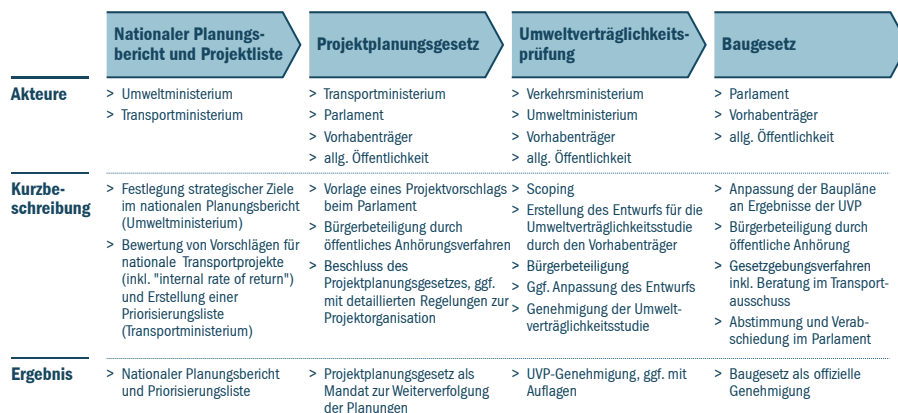 Nationaler Planungs-
bericht und Projektliste
Projektplanungsgesetz
Umweltverträglichkeits-
prüfung
Baugesetz
Akteure
> Umweltministerium
> Transportministerium
> Transportministerium
> Parlament
> Vorhabenträger
> allg. Öffentlichkeit
> Verkehrsministerium
> Umweltministerium
> Vorhabenträger
> allg. Öffentlichkeit
> Parlament
> Vorhabenträger
> allg. Öffentlichkeit
Kurzbe-
schreibung
> Festlegung strategischer Ziele
im nationalen Planungsbericht
(Umweltministerium)
> Bewertung von Vorschlägen für
nationale Transportprojekte
(inkl. "internal rate of return")
und Erstellung einer
Priorisierungsliste
(Transportministerium)
> Vorlage eines Projektvorschlags
beim Parlament
> Bürgerbeteiligung durch
öffentliches Anhörungsverfahren
> Beschluss des
Projektplanungsgesetzes, ggf.
mit detaillierten Regelungen zur
Projektorganisation
> Scoping
> Erstellung des Entwurfs für die
Umweltverträglichkeitsstudie
durch den Vorhabenträger
> Bürgerbeteiligung
> Ggf. Anpassung des Entwurfs
> Genehmigung der Umwelt-
verträglichkeitsstudie
> Anpassung der Baupläne
an Ergebnisse der UVP
> Bürgerbeteiligung durch
öffentliche Anhörung
> Gesetzgebungsverfahren
inkl. Beratung im Transport-
ausschuss
> Abstimmung und Verab-
schiedung im Parlament
Ergebnis
> Nationaler Planungsbericht
und Priorisierungsliste
> Projektplanungsgesetz als
Mandat zur Weiterverfolgung
der Planungen
> UVP-Genehmigung, ggf. mit
Auflagen
> Baugesetz als offizielle
Genehmigung